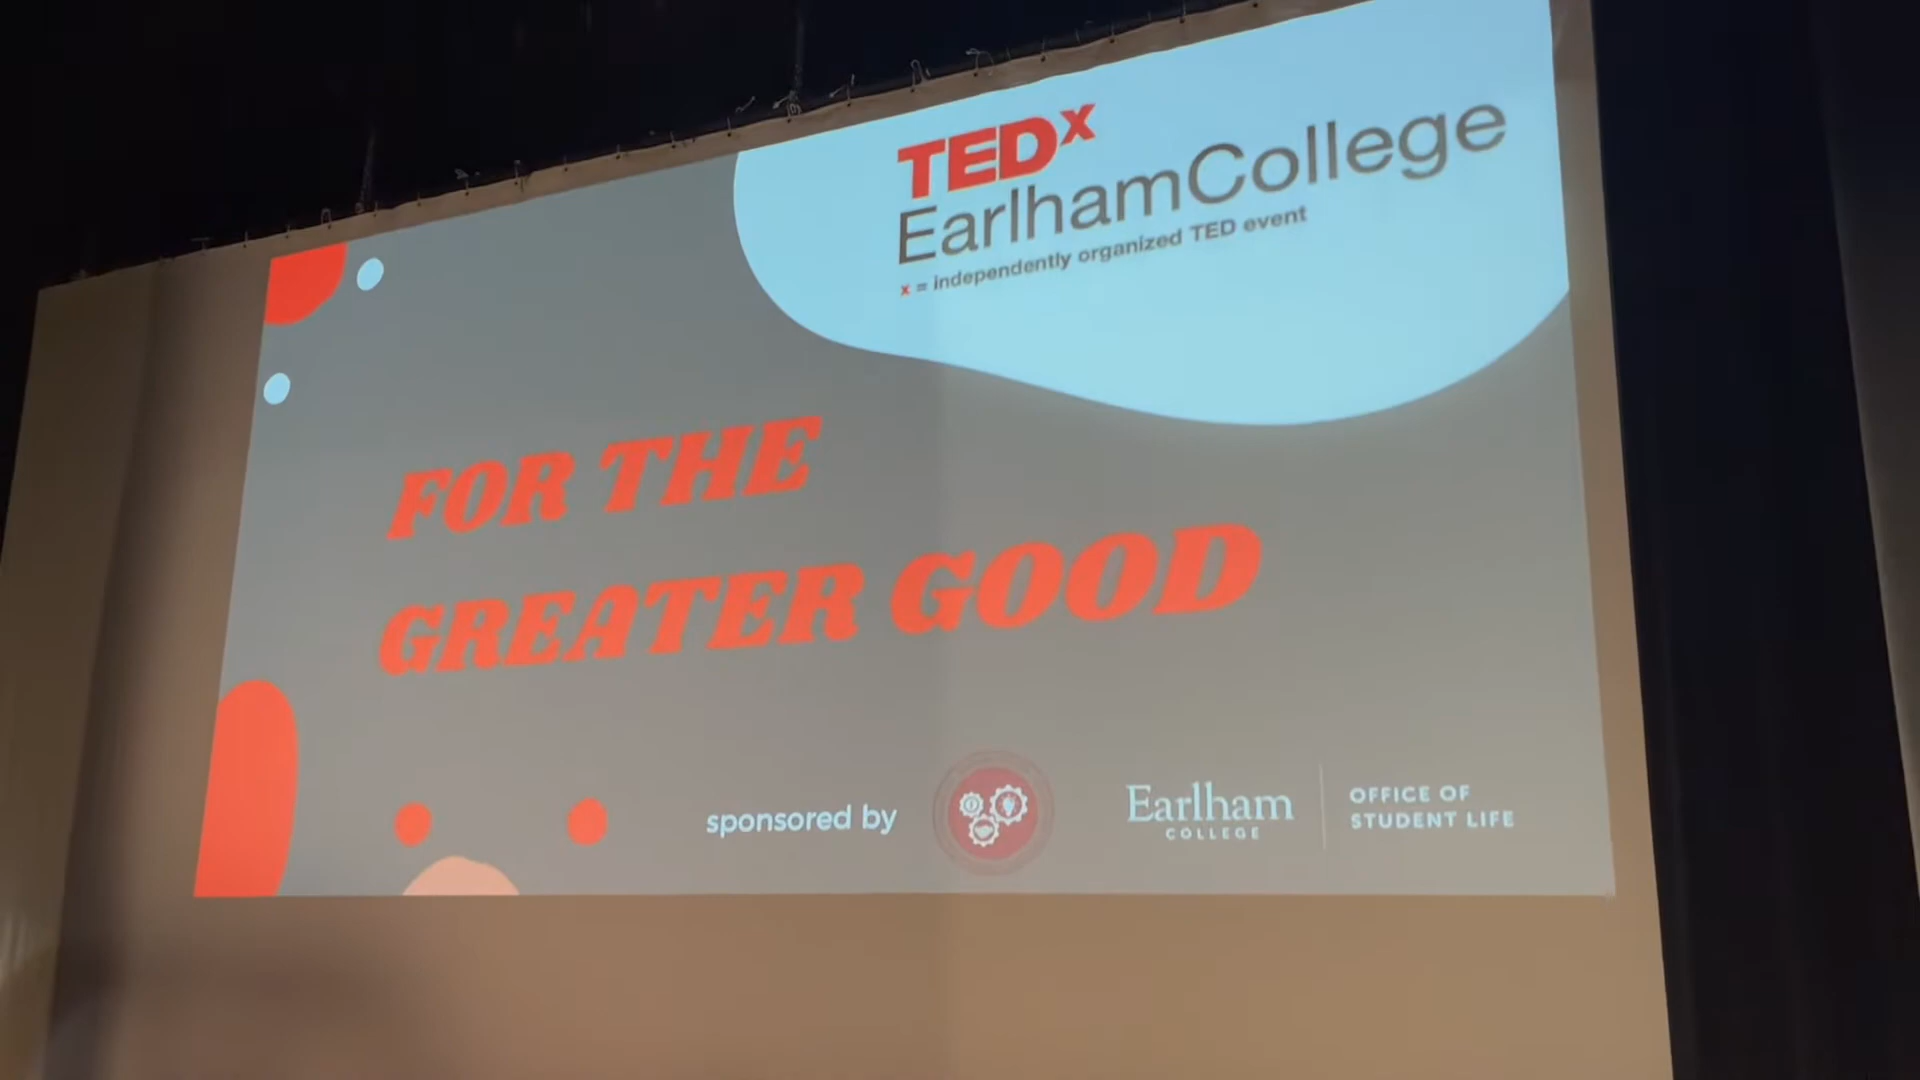 TEDx
EarlhamCollege
x = independently organized TED event
FOR THE
GREATER GOOD
sponsored by
Earlham
COLLEGE
OFFICE OF
STUDENT LIFE